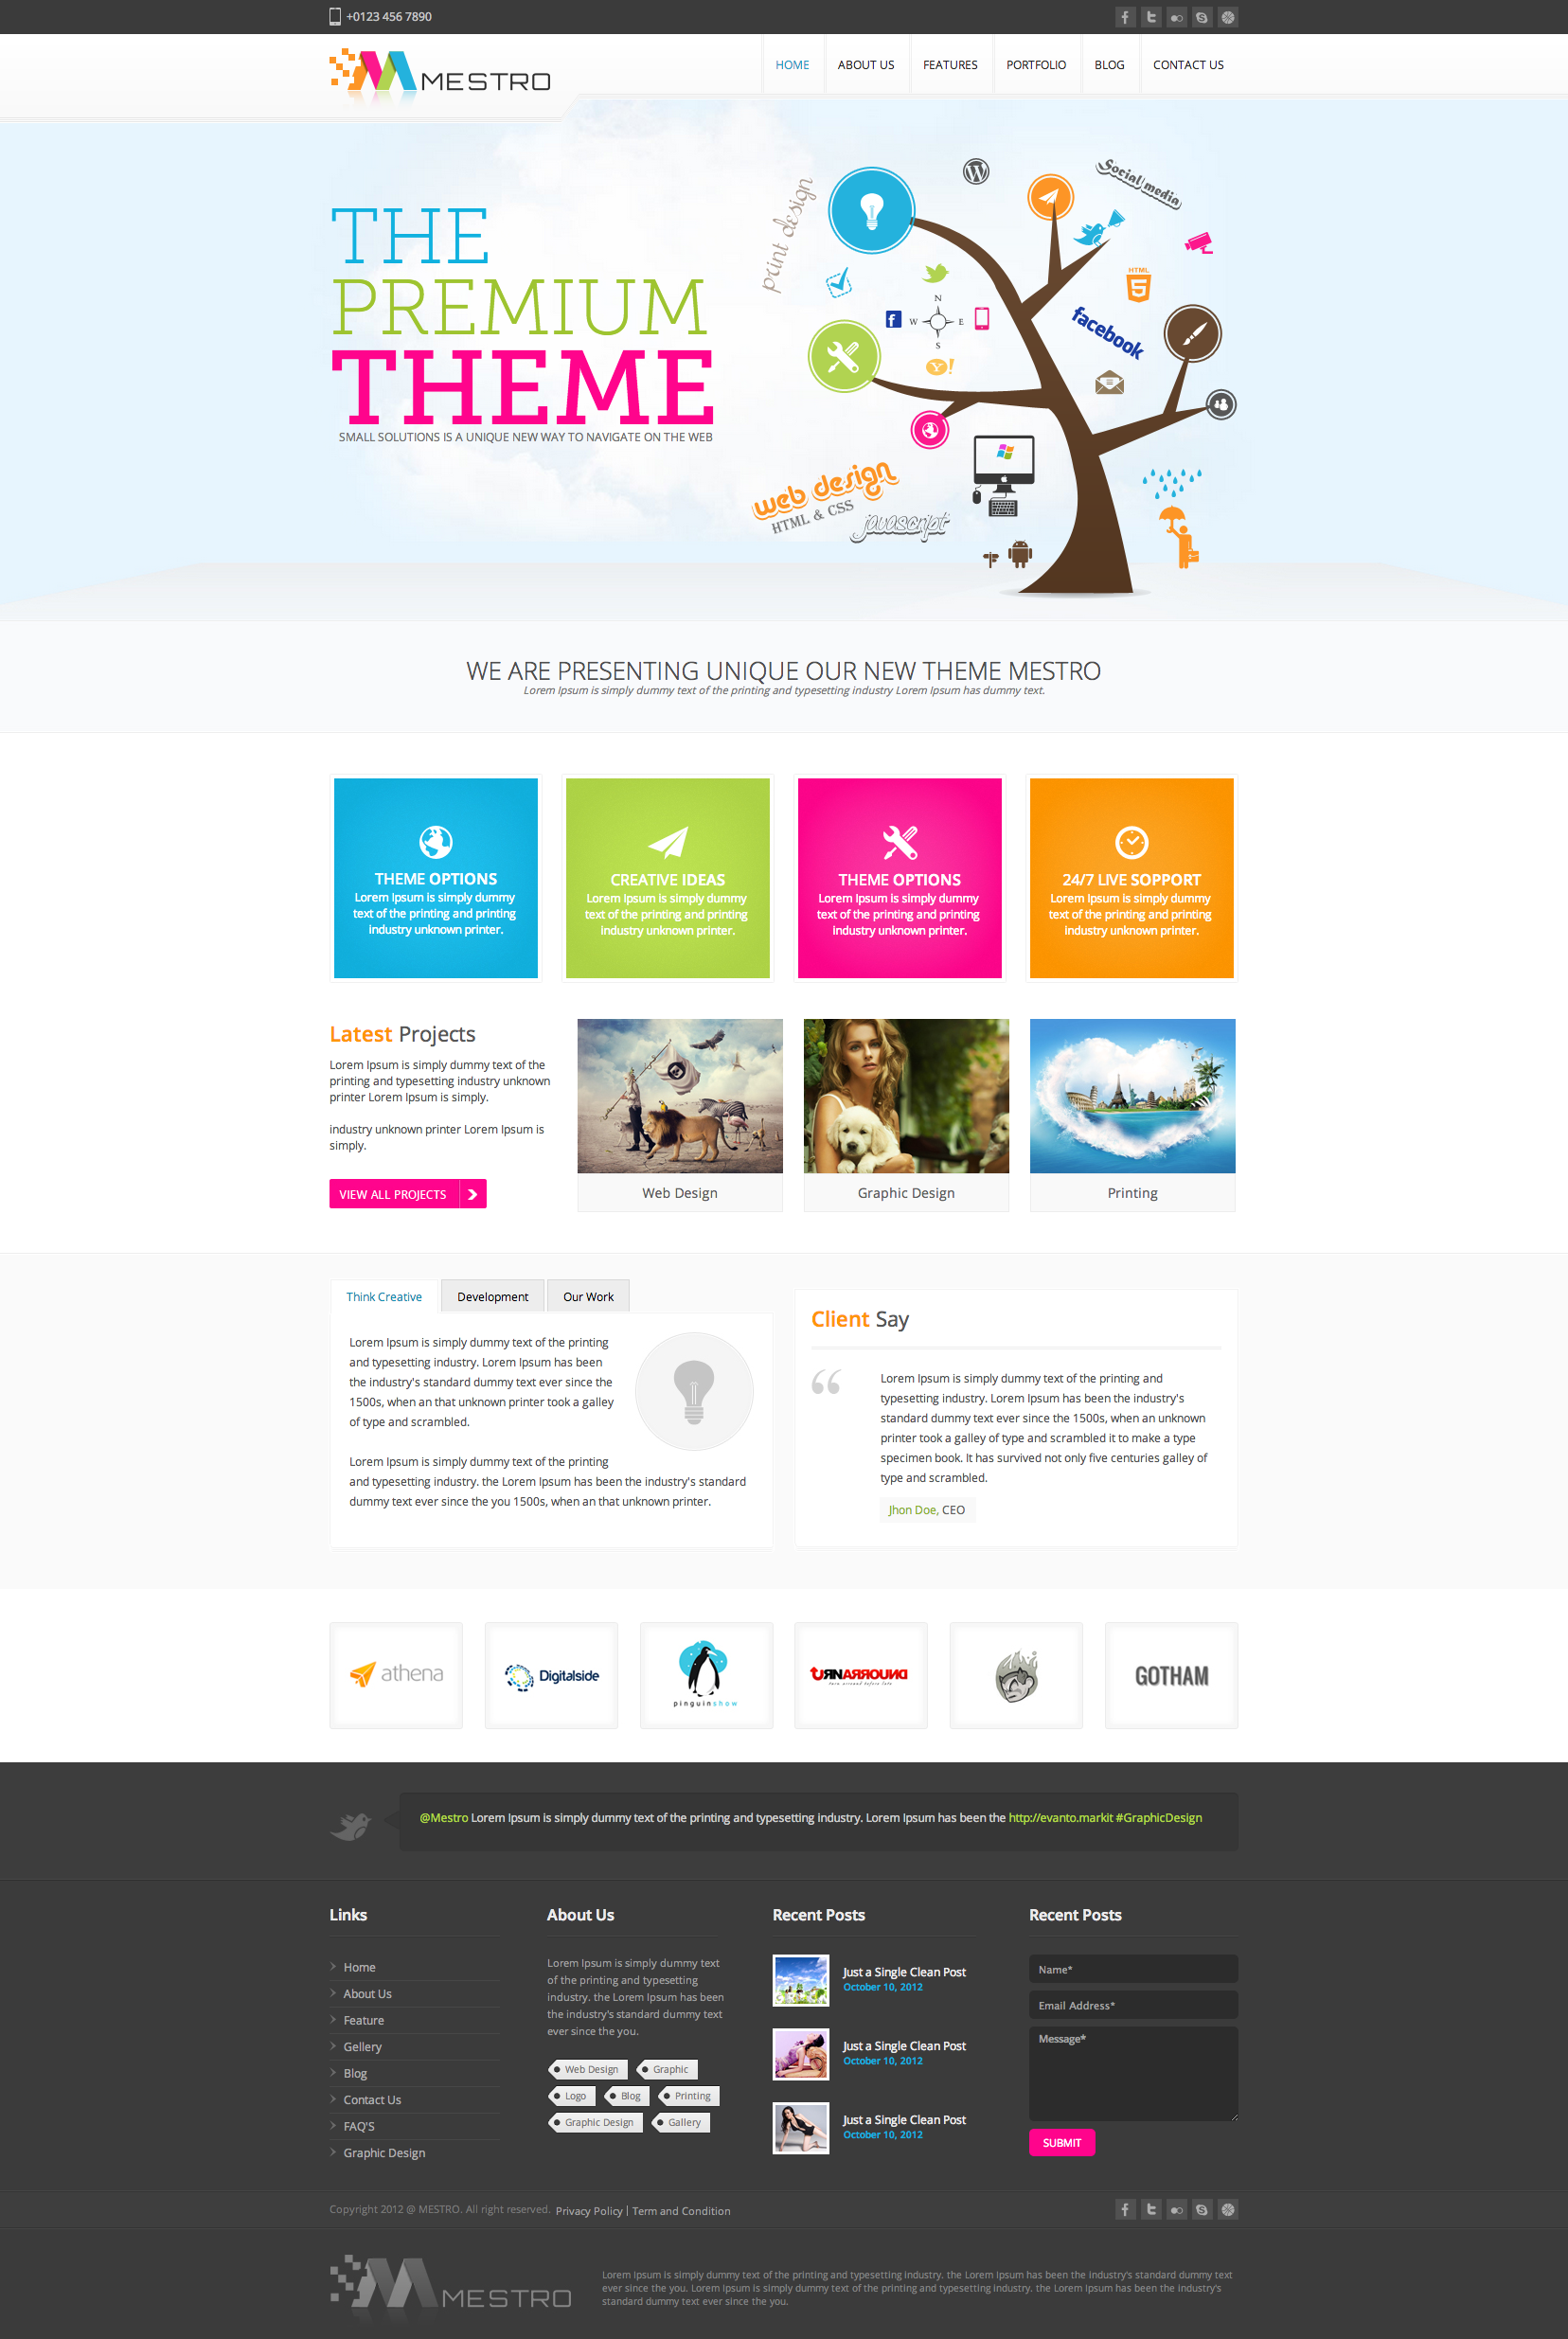 +0123 456 7890
MESTRO
HOME ABOUT US FEATURES PORTFOLIO BLOG CONTACT US
THE
PREMIUM
THEME
SMALL SOLUTIONS IS A UNIQUE NEW WAY TO NAVIGATE ON THE WEB
print design
Social media
HTML
5
N
W E
S
facebook
Y!
web design
HTML & CSS
javascript
WE ARE PRESENTING UNIQUE OUR NEW THEME MESTRO
Lorem Ipsum is simply dummy text of the printing and typesetting industry Lorem Ipsum has dummy text.
THEME OPTIONS
Lorem Ipsum is simply dummy
text of the printing and printing
industry unknown printer.
CREATIVE IDEAS
Lorem Ipsum is simply dummy
text of the printing and printing
industry unknown printer.
THEME OPTIONS
Lorem Ipsum is simply dummy
text of the printing and printing
industry unknown printer.
24/7 LIVE SOPPORT
Lorem Ipsum is simply dummy
text of the printing and printing
industry unknown printer.
Latest Projects
Lorem Ipsum is simply dummy text of the
printing and typesetting industry unknown
printer Lorem Ipsum is simply.
industry unknown printer Lorem Ipsum is
simply.
VIEW ALL PROJECTS
Web Design
Graphic Design
Printing
Think Creative Development Our Work
Lorem Ipsum is simply dummy text of the printing
and typesetting industry. Lorem Ipsum has been
the industry's standard dummy text ever since the
1500s, when an that unknown printer took a galley
of type and scrambled.
Lorem Ipsum is simply dummy text of the printing
and typesetting industry. the Lorem Ipsum has been the industry's standard
dummy text ever since the you 1500s, when an that unknown printer.
Client Say
Lorem Ipsum is simply dummy text of the printing and
typesetting industry. Lorem Ipsum has been the industry's
standard dummy text ever since the 1500s, when an unknown
printer took a galley of type and scrambled it to make a type
specimen book. It has survived not only five centuries galley of
type and scrambled.
Jhon Doe, CEO
athena
Digitalside
pinguinshow
TURNARROUND
turn arround before late
GOTHAM
@Mestro Lorem Ipsum is simply dummy text of the printing and typesetting industry. Lorem Ipsum has been the http://evanto.markit #GraphicDesign
Links
Home
About Us
Feature
Gellery
Blog
Contact Us
FAQ'S
Graphic Design
About Us
Lorem Ipsum is simply dummy text
of the printing and typesetting
industry. the Lorem Ipsum has been
the industry's standard dummy text
ever since the you.
Web Design Graphic
Logo Blog Printing
Graphic Design Gallery
Recent Posts
Just a Single Clean Post
October 10, 2012
Just a Single Clean Post
October 10, 2012
Just a Single Clean Post
October 10, 2012
Recent Posts
Name*
Email Address*
Message*
SUBMIT
Copyright 2012 @ MESTRO. All right reserved. Privacy Policy | Term and Condition
MESTRO
Lorem Ipsum is simply dummy text of the printing and typesetting industry. the Lorem Ipsum has been the industry's standard dummy text
ever since the you. Lorem Ipsum is simply dummy text of the printing and typesetting industry. the Lorem Ipsum has been the industry's
standard dummy text ever since the you.